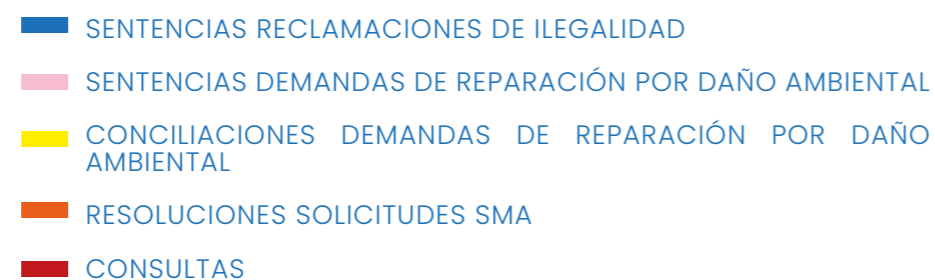 SENTENCIAS RECLAMACIONES DE ILEGALIDAD
SENTENCIAS DEMANDAS DE REPARACIÓN POR DAÑO AMBIENTAL
CONCILIACIONES DEMANDAS DE REPARACIÓN POR DAÑO
AMBIENTAL
RESOLUCIONES SOLICITUDES SMA
CONSULTAS